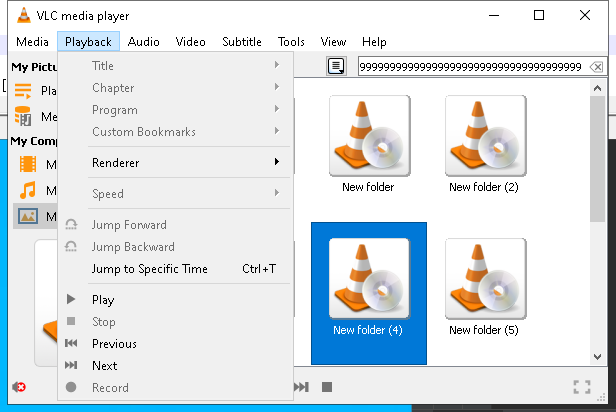 VLC media player
Media Playback Audio Video Subtitle Tools View Help
My Pictu
Pla
Me
My Comp
M
M
M
Title
Chapter
Program
Custom Bookmarks
Renderer
Speed
Jump Forward
Jump Backward
Jump to Specific Time Ctrl+T
Play
Stop
Previous
Next
Record
99999999999999999999999999999999999999
New folder
New folder (2)
New folder (4)
New folder (5)